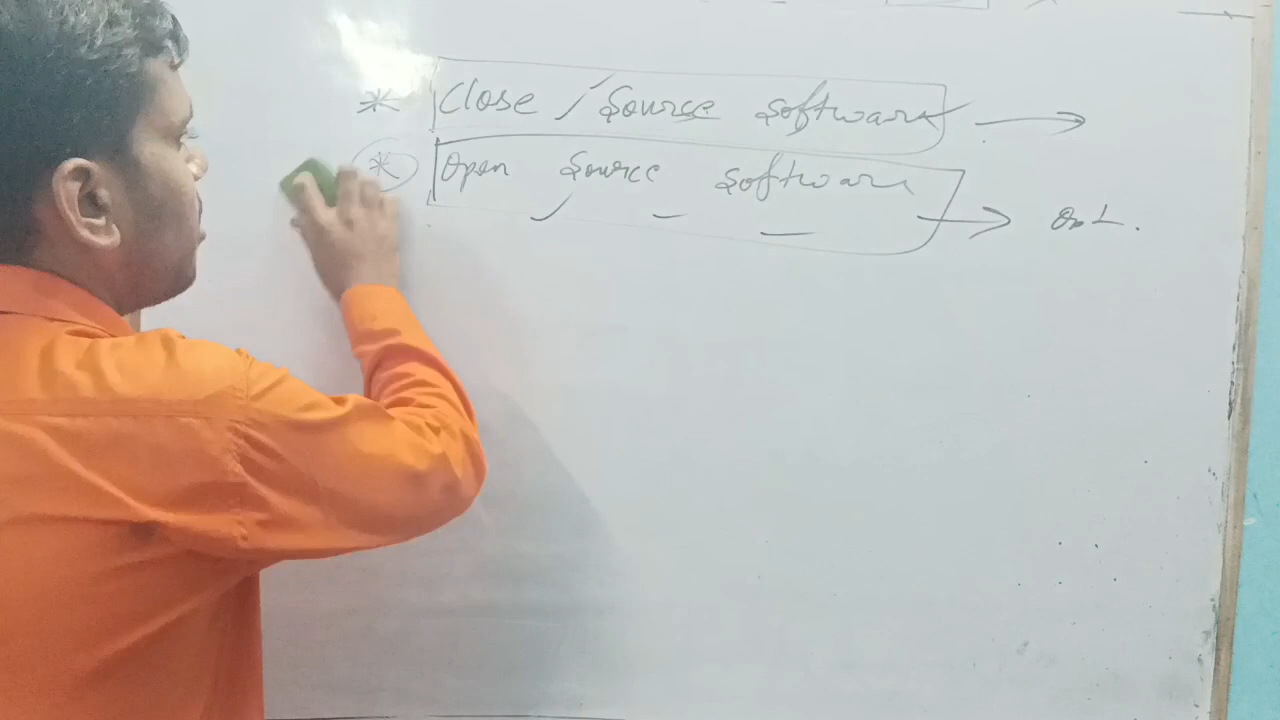 * Close / Source Software →
* Open Source Software →